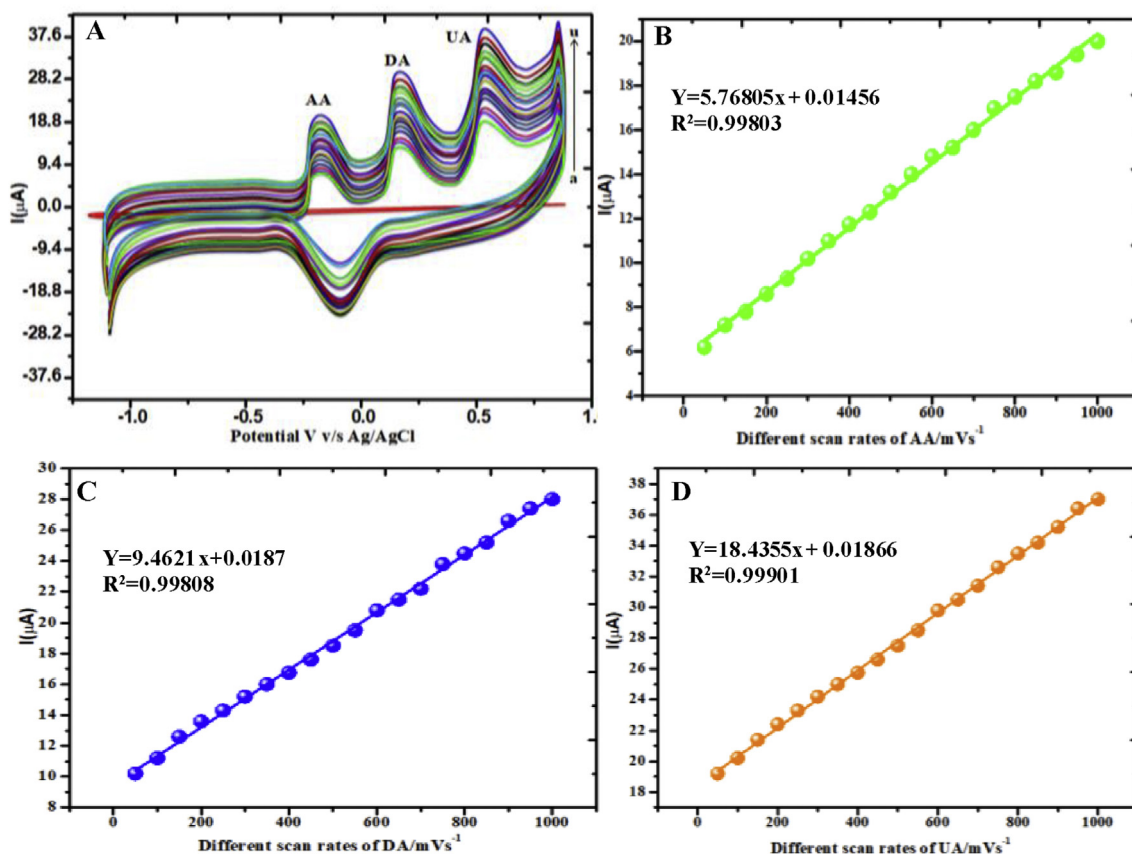 A
37.6
28.2
18.8
9.4
0.0
-9.4
-18.8
-28.2
-37.6
I(μA)
AA
DA
UA
u
a
-1.0
-0.5
0.0
0.5
1.
Potential V v/s Ag/AgCl
B
Y=5.76805x + 0.01456
R²=0.99803
20
18
16
14
12
10
8
6
4
I(μA)
0
200
400
600
800
1000
Different scan rates of AA/mVs⁻¹
C
Y=9.4621x+0.0187
R²=0.99808
30
28
26
24
22
20
18
16
14
12
10
8
I(μA)
0
200
400
600
800
1000
Different scan rates of DA/mVs⁻¹
D
Y=18.4355x + 0.01866
R²=0.99901
38
36
34
32
30
28
26
24
22
20
18
I(μA)
0
200
400
600
800
1000
Different scan rates of UA/mVs⁻¹